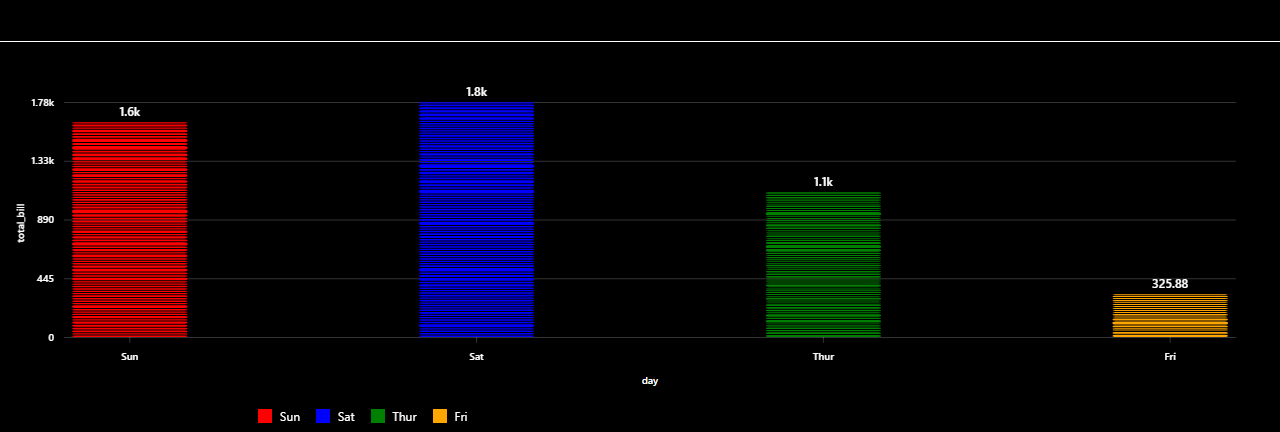 1.8k
1.78k
1.6k
1.33k
1.1k
890
total_bill
445
325.88
0
Sun Sat Thur Fri
day
Sun Sat Thur Fri